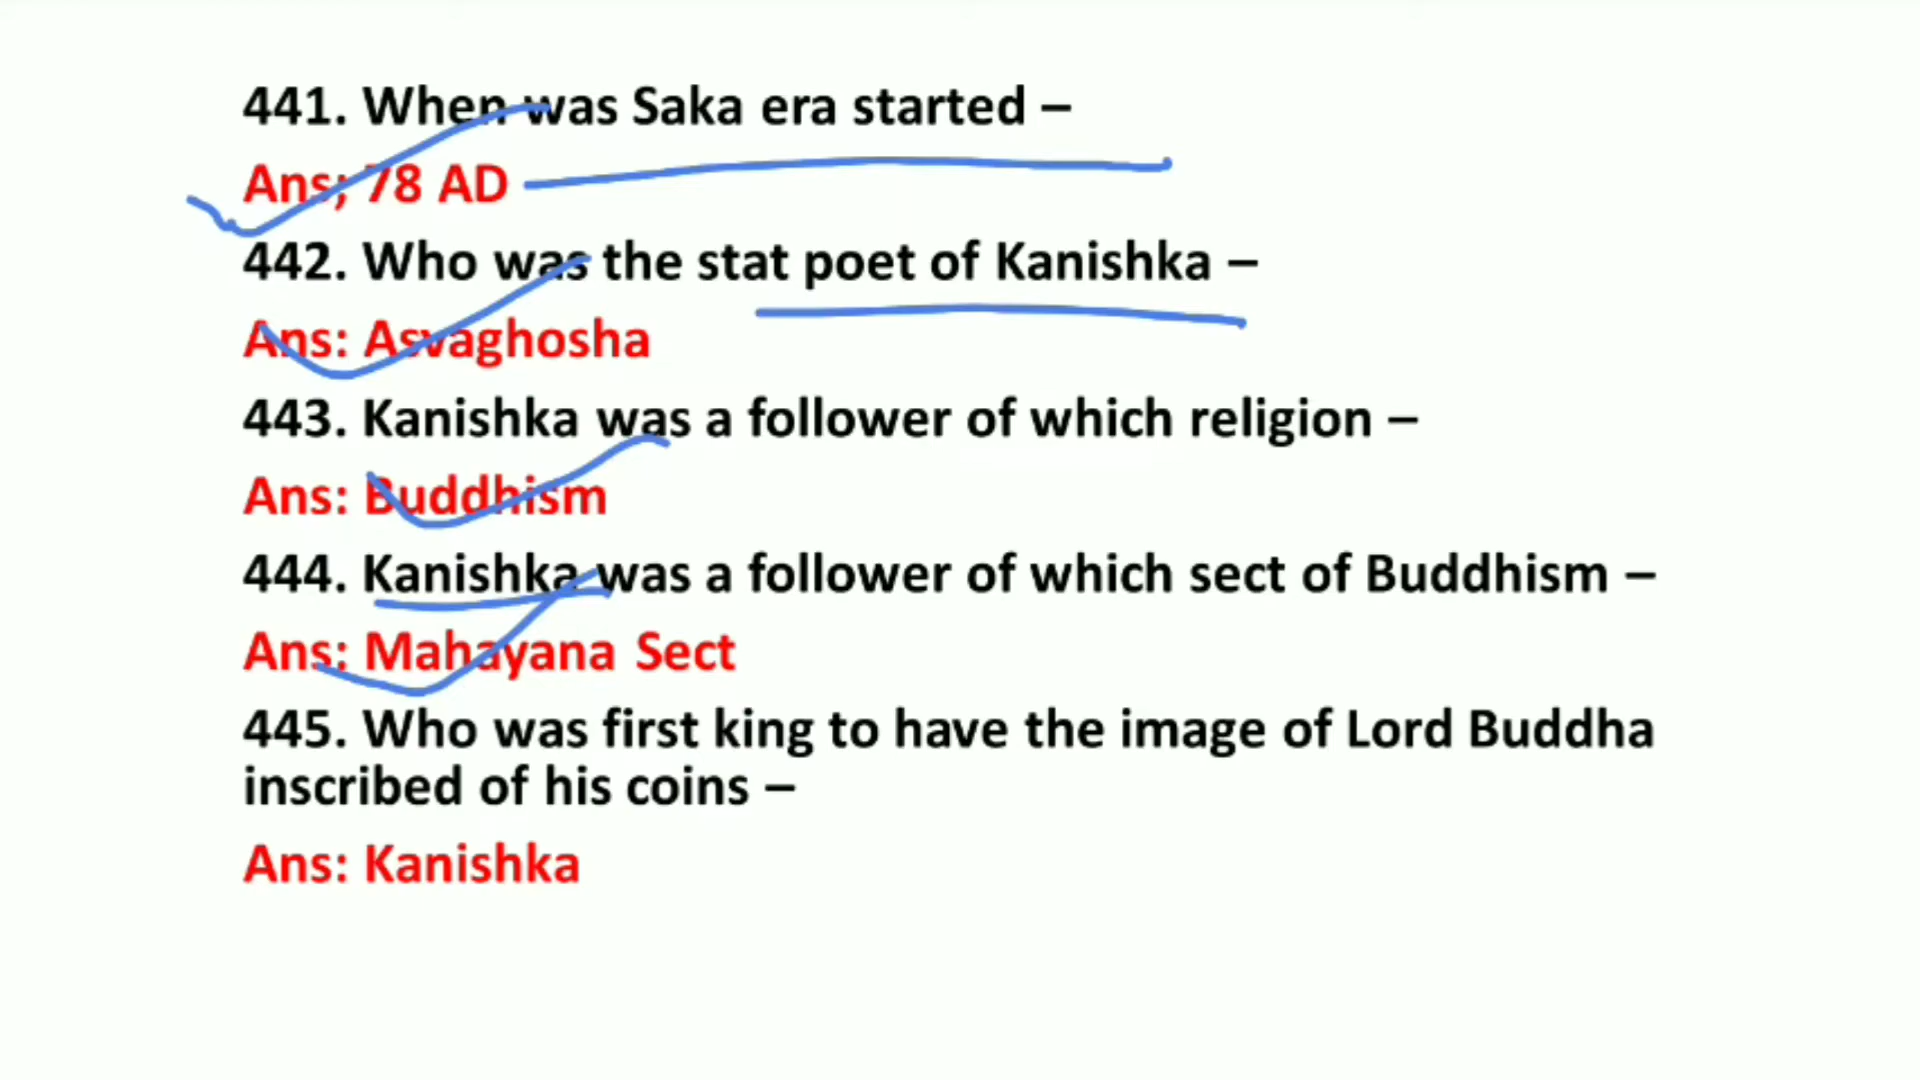 441. When was Saka era started –
Ans; 78 AD
442. Who was the stat poet of Kanishka –
Ans: Asvaghosha
443. Kanishka was a follower of which religion –
Ans: Buddhism
444. Kanishka was a follower of which sect of Buddhism –
Ans: Mahayana Sect
445. Who was first king to have the image of Lord Buddha
inscribed of his coins –
Ans: Kanishka